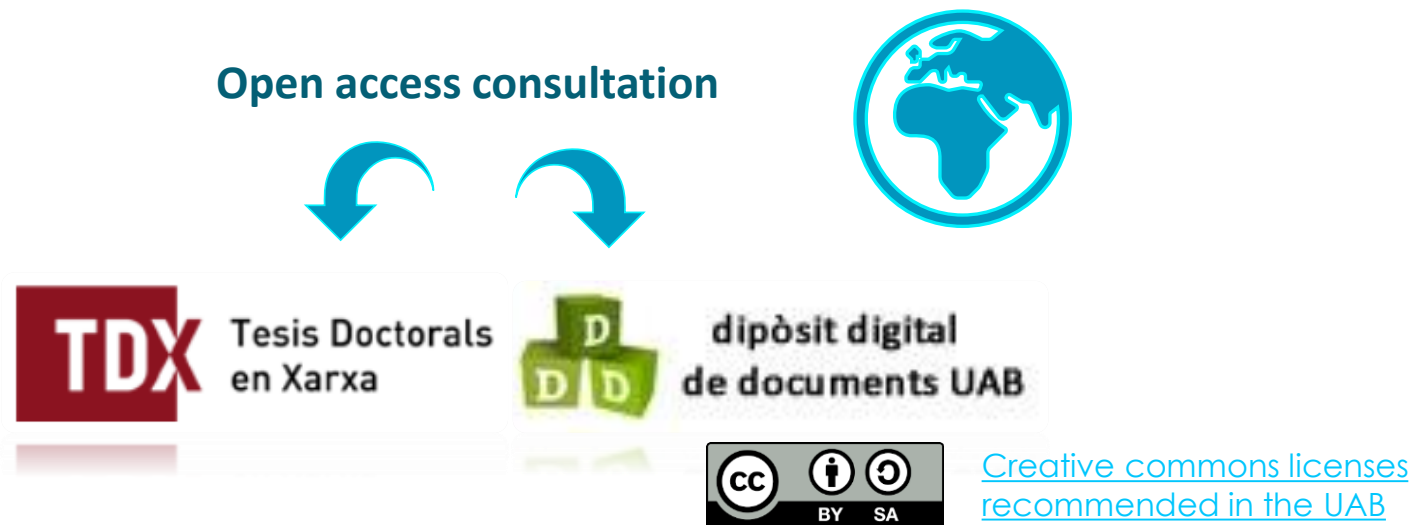 Open access consultation
TDX
Tesis Doctorals
en Xarxa
D
D D
dipòsit digital
de documents UAB
cc
BY SA
Creative commons licenses
recommended in the UAB